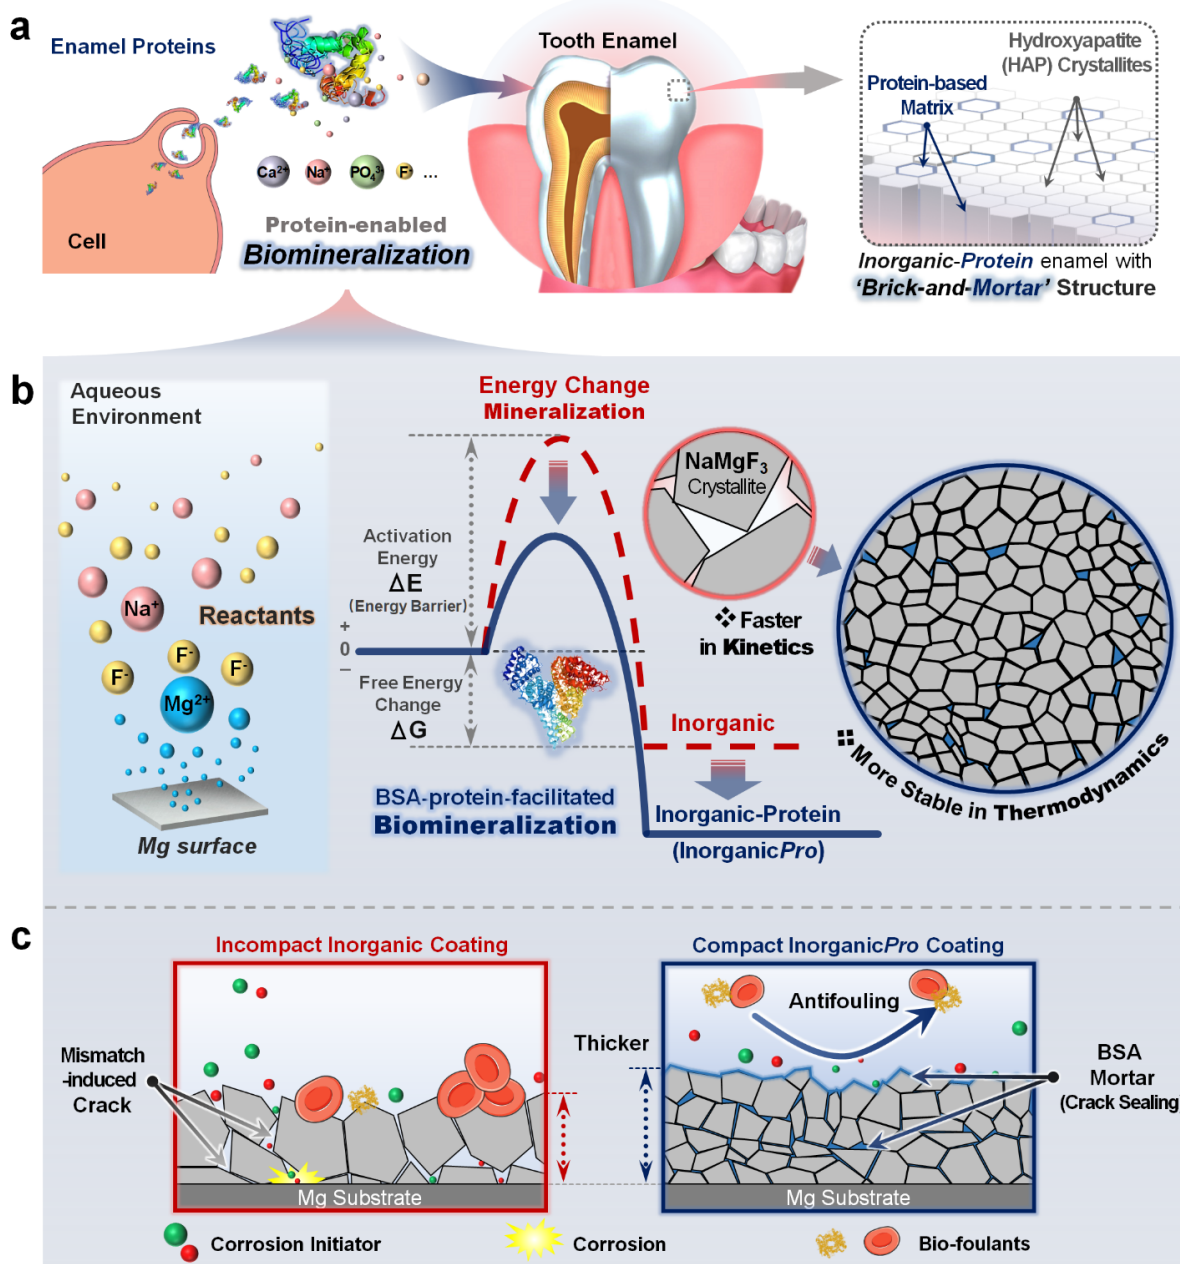 a
Enamel Proteins
Cell
Ca2+ Na+ PO43- F- ...
Protein-enabled
Biomineralization
Tooth Enamel
Hydroxyapatite
(HAP) Crystallites
Protein-based
Matrix
Inorganic-Protein enamel with
‘Brick-and-Mortar’ Structure
b
Aqueous
Environment
Na+
Reactants
F-
F-
F-
Mg2+
Mg surface
Energy Change
Mineralization
Activation
Energy
ΔE
(Energy Barrier)
+
0
−
Free Energy
Change
ΔG
BSA-protein-facilitated
Biomineralization
NaMgF3
Crystallite
Faster
in Kinetics
Inorganic
Inorganic-Protein
(InorganicPro)
More Stable in Thermodynamics
c
Incompact Inorganic Coating
Mismatch
-induced
Crack
Mg Substrate
Thicker
Compact InorganicPro Coating
Antifouling
Mg Substrate
BSA
Mortar
(Crack Sealing)
Corrosion Initiator
Corrosion
Bio-foulants